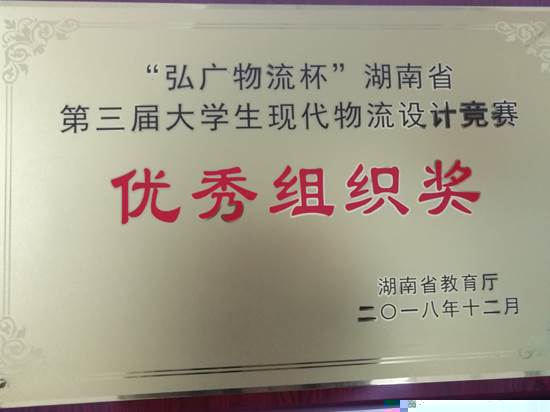 “弘广物流杯”湖南省
第三届大学生现代物流设计竞赛
优秀组织奖
湖南省教育厅
二〇一八年十二月